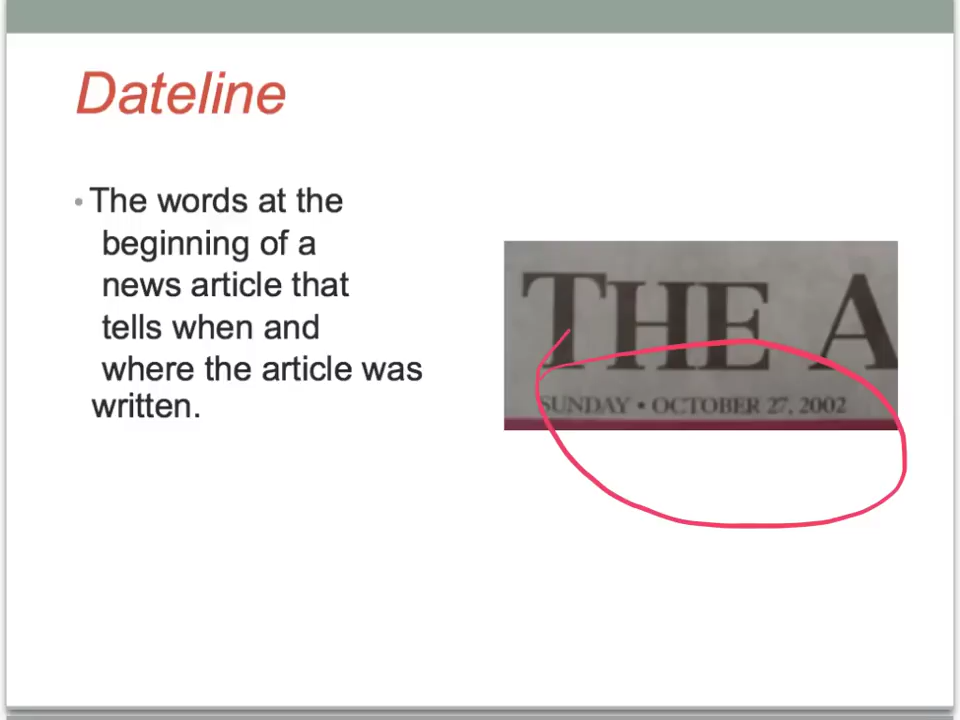 Dateline
• The words at the
beginning of a
news article that
tells when and
where the article was
written.
THE A
SUNDAY • OCTOBER 27, 2002